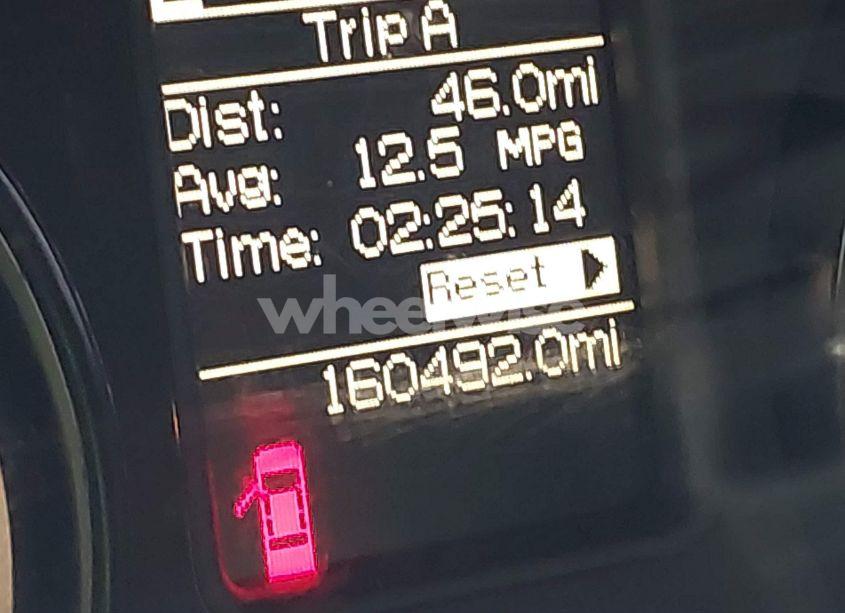 Trip A
Dist: 46.0mi
Avg: 12.5 MPG
Time: 02:25:14
Reset
wheelwise
160492.0mi